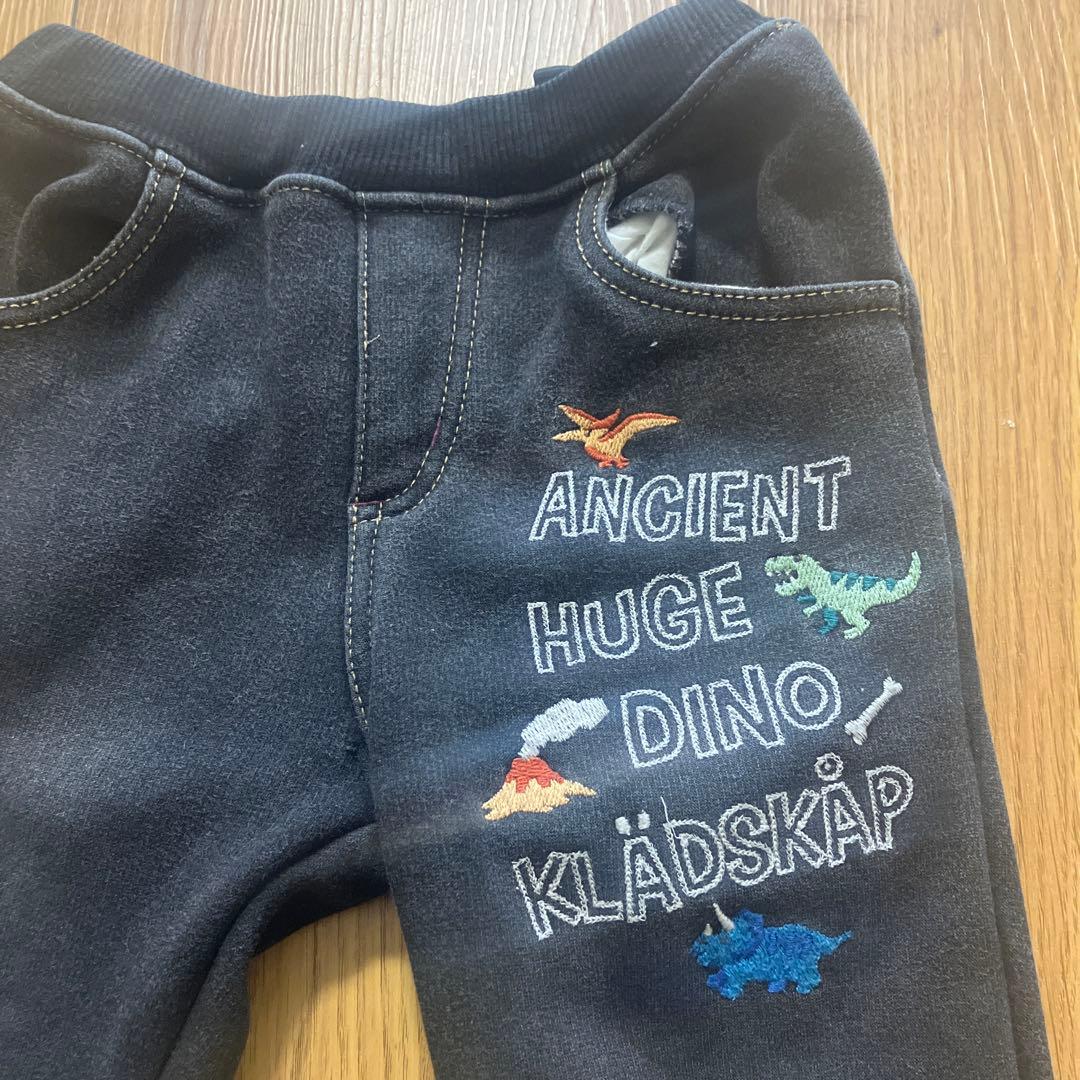 ANCIENT
HUGE
DINO
KLÄDSKÅP